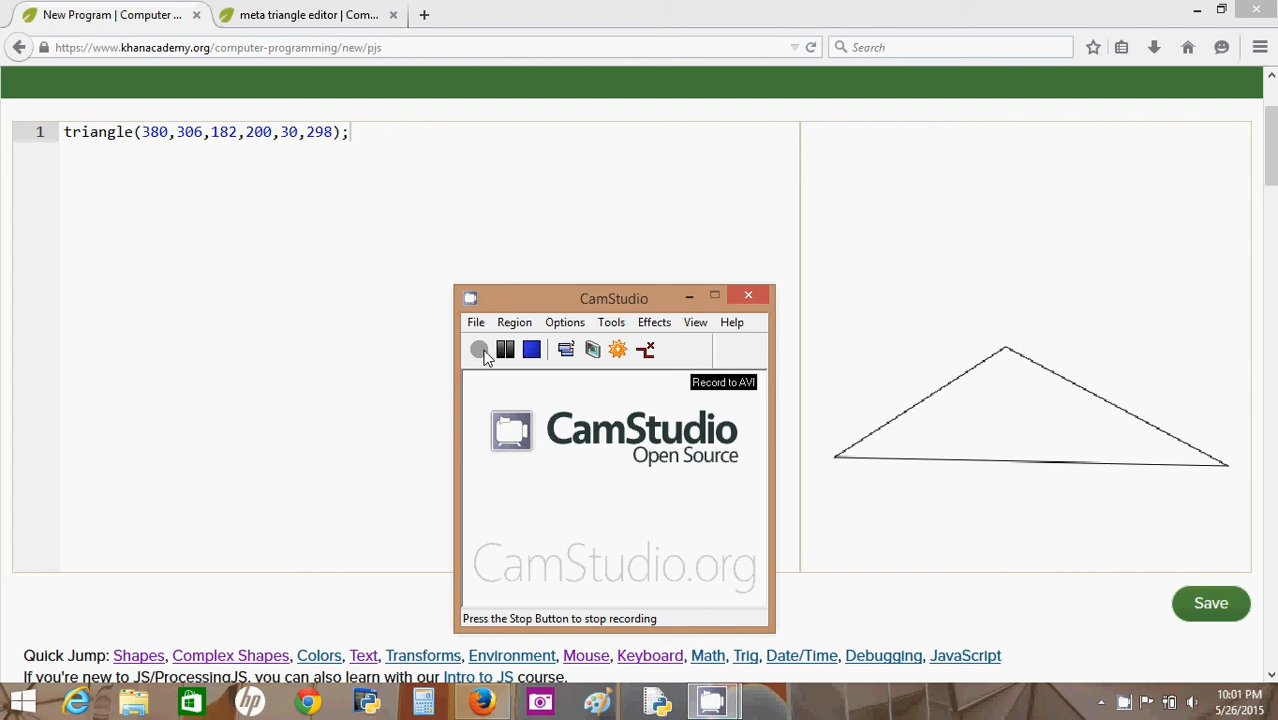 New Program | Computer ...
meta triangle editor | Com...
https://www.khanacademy.org/computer-programming/new/pjs
Search
1 triangle(380,306,182,200,30,298);
CamStudio
File Region Options Tools Effects View Help
Record to AVI
CamStudio
Open Source
CamStudio.org
Press the Stop Button to stop recording
Save
Quick Jump: Shapes, Complex Shapes, Colors, Text, Transforms, Environment, Mouse, Keyboard, Math, Trig, Date/Time, Debugging, JavaScript
If you're new to JS/ProcessingJS, you can also learn with our Intro to JS course.
hp
10:01 PM
5/26/2015